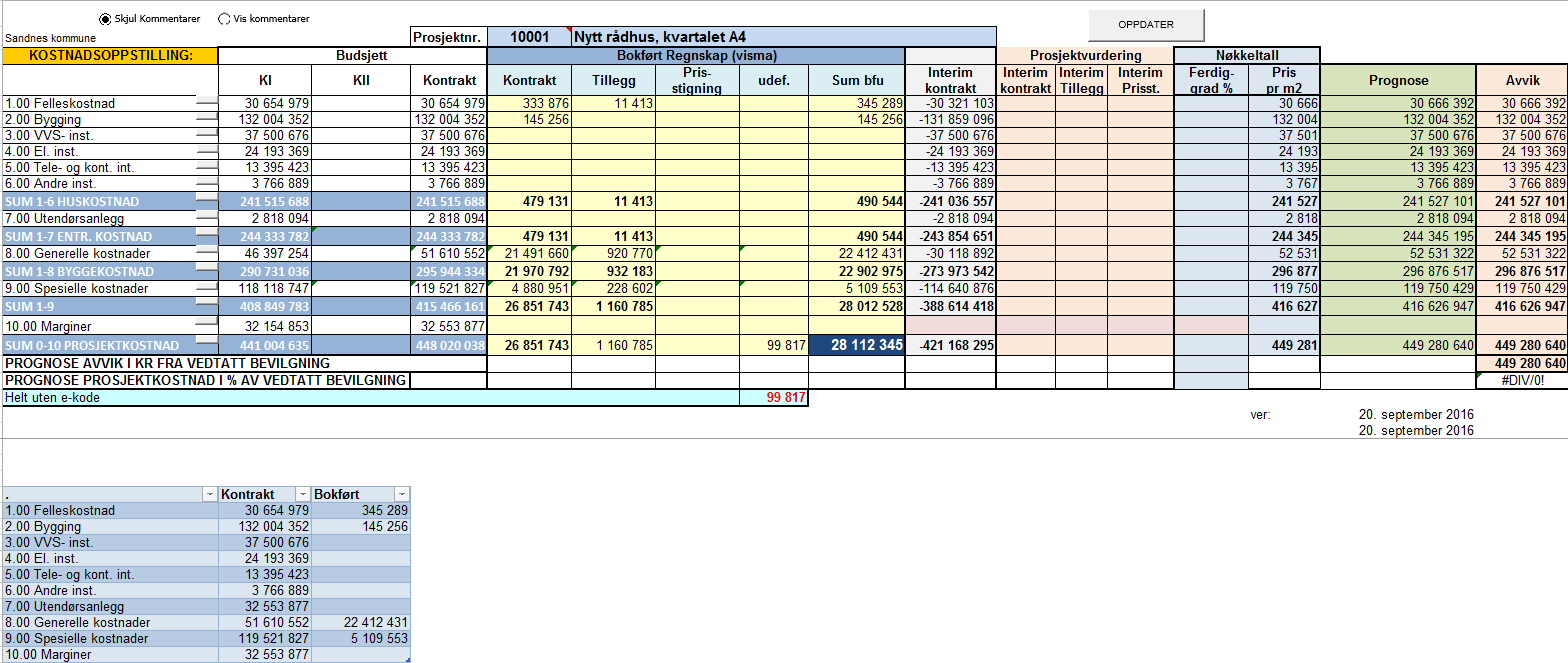 Skjul Kommentarer Vis kommentarer
OPPDATER
Sandnes kommune Prosjektnr. 10001 Nytt rådhus, kvartalet A4
KOSTNADSOPPSTILLING: Budsjett Bokført Regnskap (visma) Prosjektvurdering Nøkkeltall
KI KII Kontrakt Kontrakt Tillegg Pris-stigning udef. Sum bfu Interim kontrakt Interim kontrakt Interim Tillegg Interim Prisst. Ferdig-grad % Pris pr m2 Prognose Avvik
1.00 Felleskostnad 30 654 979 30 654 979 333 876 11 413 345 289 -30 321 103 30 666 30 666 392 30 666 392
2.00 Bygging 132 004 352 132 004 352 145 256 145 256 -131 859 096 132 004 132 004 352 132 004 352
3.00 VVS- inst. 37 500 676 37 500 676 -37 500 676 37 501 37 500 676 37 500 676
4.00 El. inst. 24 193 369 24 193 369 -24 193 369 24 193 24 193 369 24 193 369
5.00 Tele- og kont. int. 13 395 423 13 395 423 -13 395 423 13 395 13 395 423 13 395 423
6.00 Andre inst. 3 766 889 3 766 889 -3 766 889 3 767 3 766 889 3 766 889
SUM 1-6 HUSKOSTNAD 241 515 688 241 515 688 479 131 11 413 490 544 -241 036 557 241 527 241 527 101 241 527 101
7.00 Utendørsanlegg 2 818 094 2 818 094 -2 818 094 2 818 2 818 094 2 818 094
SUM 1-7 ENTR. KOSTNAD 244 333 782 244 333 782 479 131 11 413 490 544 -243 854 651 244 345 244 345 195 244 345 195
8.00 Generelle kostnader 46 397 254 51 610 552 21 491 660 920 770 22 412 431 -30 118 892 52 531 52 531 322 52 531 322
SUM 1-8 BYGGEKOSTNAD 290 731 036 295 944 334 21 970 792 932 183 22 902 975 -273 973 542 296 877 296 876 517 296 876 517
9.00 Spesielle kostnader 118 118 747 119 521 827 4 880 951 228 602 5 109 553 -114 640 876 119 750 119 750 429 119 750 429
SUM 1-9 408 849 783 415 466 161 26 851 743 1 160 785 28 012 528 -388 614 418 416 627 416 626 947 416 626 947
10.00 Marginer 32 154 853 32 553 877
SUM 0-10 PROSJEKTKOSTNAD 441 004 635 448 020 038 26 851 743 1 160 785 99 817 28 112 345 -421 168 295 449 281 449 280 640 449 280 640
PROGNOSE AVVIK I KR FRA VEDTATT BEVILGNING 449 280 640
PROGNOSE PROSJEKTKOSTNAD I % AV VEDTATT BEVILGNING #DIV/0!
Helt uten e-kode 99 817
ver: 20. september 2016
20. september 2016
. Kontrakt Bokført
1.00 Felleskostnad 30 654 979 345 289
2.00 Bygging 132 004 352 145 256
3.00 VVS- inst. 37 500 676
4.00 El. inst. 24 193 369
5.00 Tele- og kont. int. 13 395 423
6.00 Andre inst. 3 766 889
7.00 Utendørsanlegg 32 553 877
8.00 Generelle kostnader 51 610 552 22 412 431
9.00 Spesielle kostnader 119 521 827 5 109 553
10.00 Marginer 32 553 877